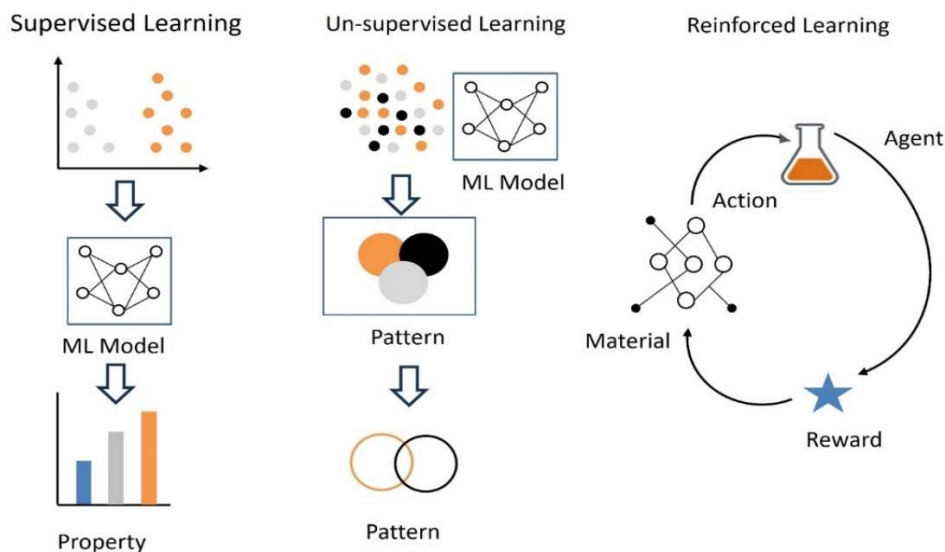 Supervised Learning
ML Model
Property
Un-supervised Learning
ML Model
Pattern
Pattern
Reinforced Learning
Agent
Action
Material
Reward